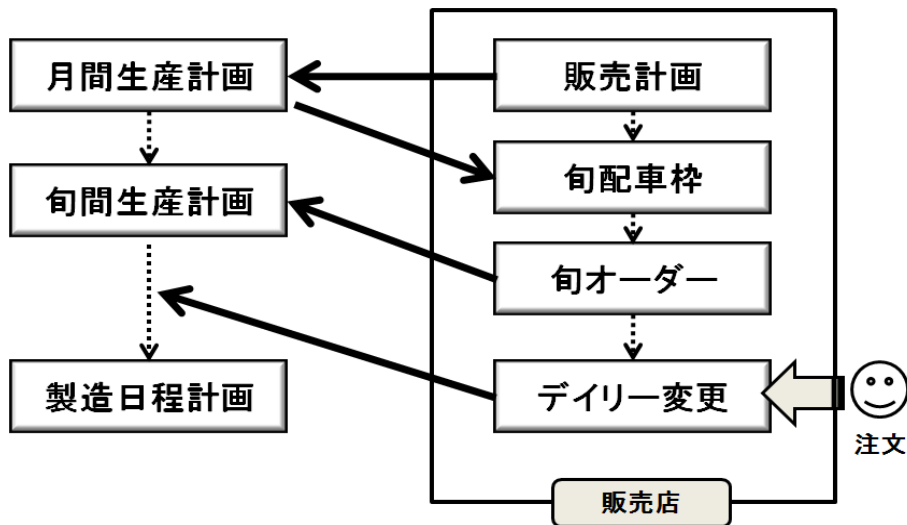 月間生産計画
販売計画
旬間生産計画
旬配車枠
旬オーダー
製造日程計画
デイリー変更
注文
販売店